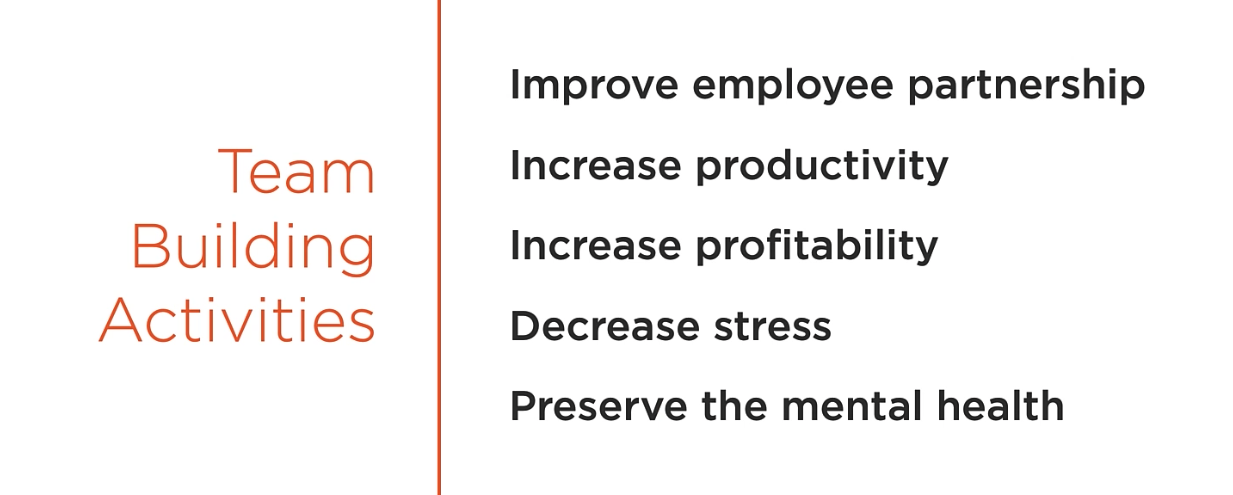 Team
Building
Activities
Improve employee partnership
Increase productivity
Increase profitability
Decrease stress
Preserve the mental health